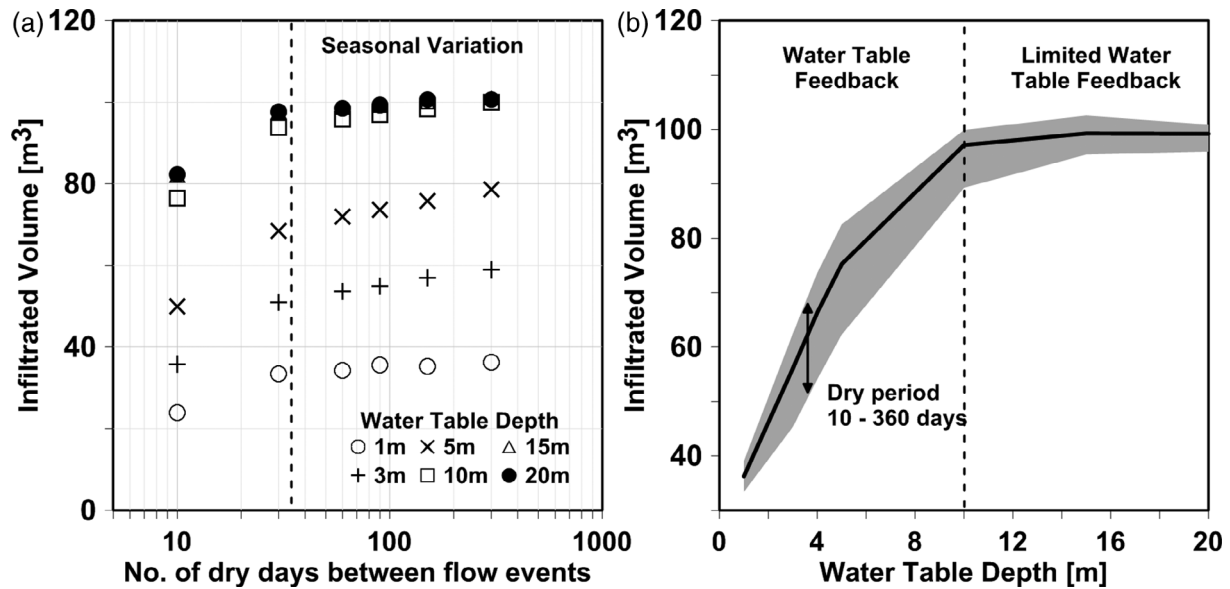 (a)
120
80
40
0
Infiltrated Volume [m³]
Seasonal Variation
Water Table Depth
1m 5m 15m
3m 10m 20m
10 100 1000
No. of dry days between flow events
(b)
120
100
80
60
40
Infiltrated Volume [m³]
Water Table
Feedback
Limited Water
Table Feedback
Dry period
10 - 360 days
0 4 8 12 16 20
Water Table Depth [m]